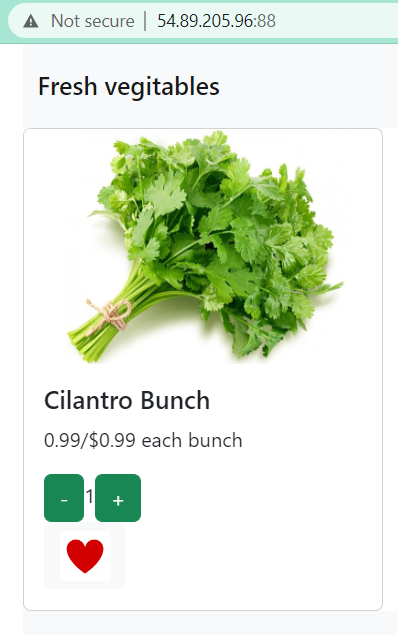 Not secure | 54.89.205.96:88
Fresh vegitables
Cilantro Bunch
0.99/$0.99 each bunch
- 1 +